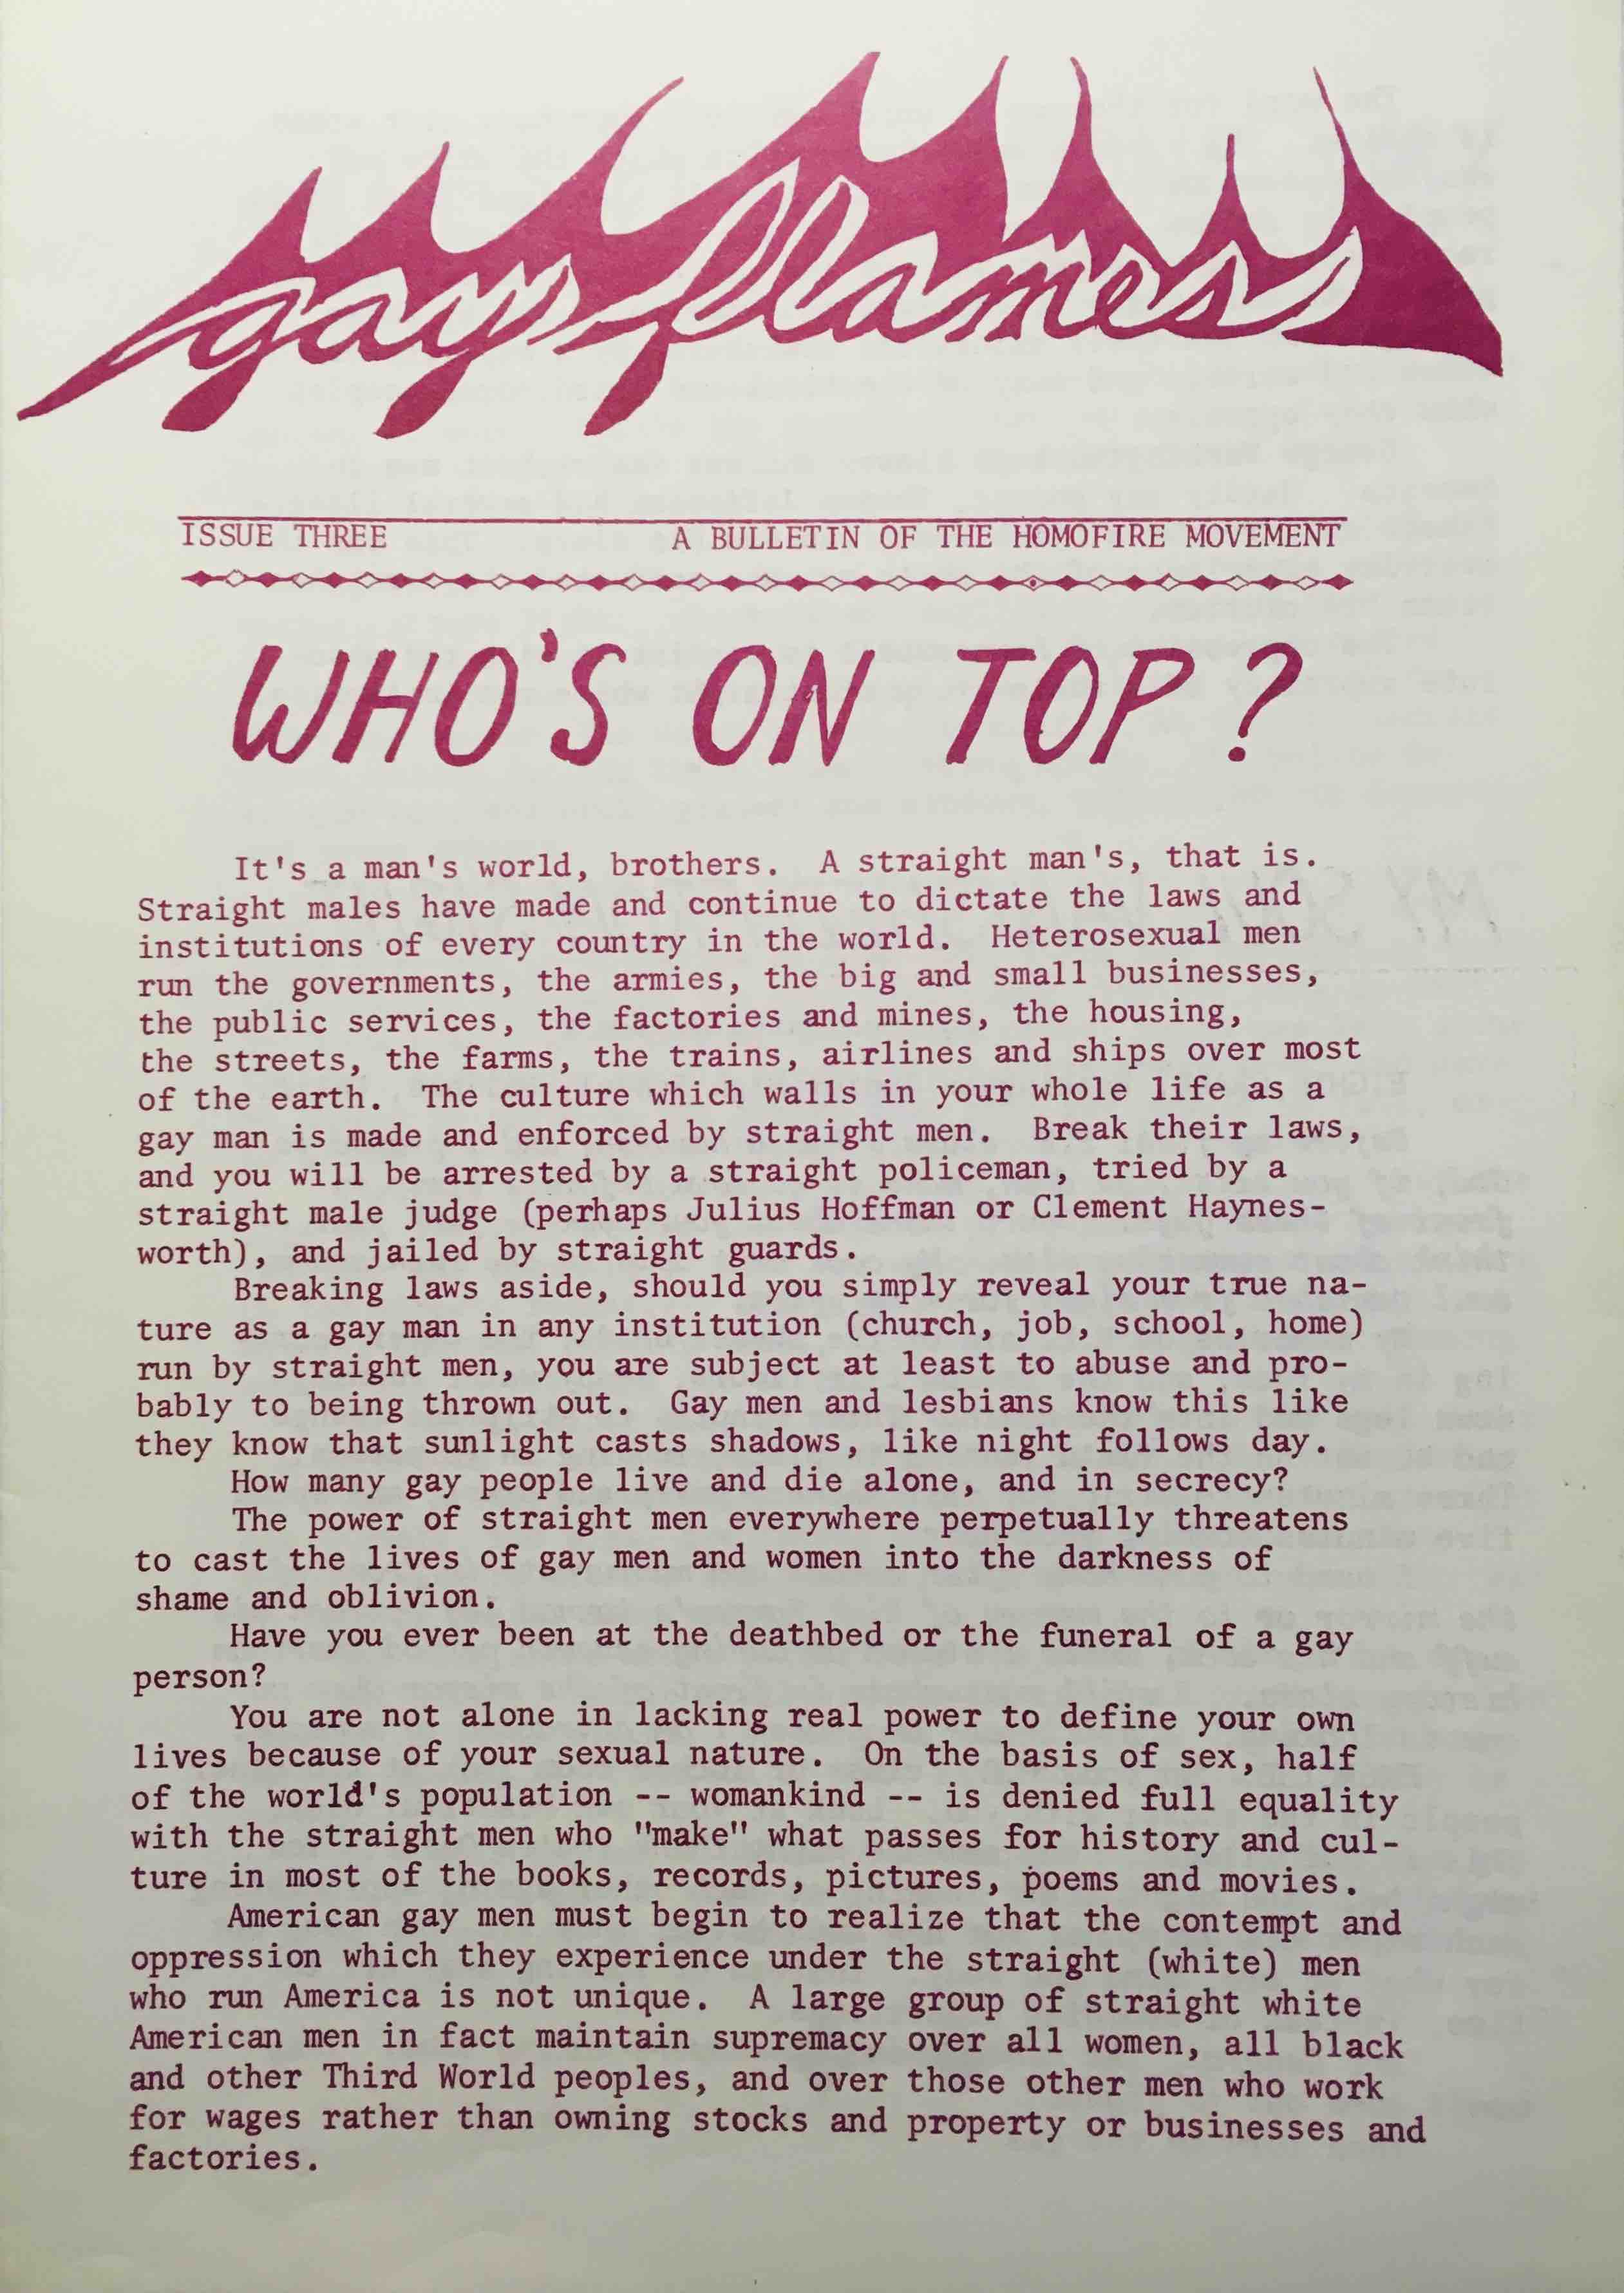 gay flames
ISSUE THREE A BULLETIN OF THE HOMOFIRE MOVEMENT
WHO'S ON TOP?
It's a man's world, brothers. A straight man's, that is.
Straight males have made and continue to dictate the laws and
institutions of every country in the world. Heterosexual men
run the governments, the armies, the big and small businesses,
the public services, the factories and mines, the housing,
the streets, the farms, the trains, airlines and ships over most
of the earth. The culture which walls in your whole life as a
gay man is made and enforced by straight men. Break their laws,
and you will be arrested by a straight policeman, tried by a
straight male judge (perhaps Julius Hoffman or Clement Haynes-
worth), and jailed by straight guards.
Breaking laws aside, should you simply reveal your true na-
ture as a gay man in any institution (church, job, school, home)
run by straight men, you are subject at least to abuse and pro-
bably to being thrown out. Gay men and lesbians know this like
they know that sunlight casts shadows, like night follows day.
How many gay people live and die alone, and in secrecy?
The power of straight men everywhere perpetually threatens
to cast the lives of gay men and women into the darkness of
shame and oblivion.
Have you ever been at the deathbed or the funeral of a gay
person?
You are not alone in lacking real power to define your own
lives because of your sexual nature. On the basis of sex, half
of the world's population -- womankind -- is denied full equality
with the straight men who "make" what passes for history and cul-
ture in most of the books, records, pictures, poems and movies.
American gay men must begin to realize that the contempt and
oppression which they experience under the straight (white) men
who run America is not unique. A large group of straight white
American men in fact maintain supremacy over all women, all black
and other Third World peoples, and over those other men who work
for wages rather than owning stocks and property or businesses and
factories.